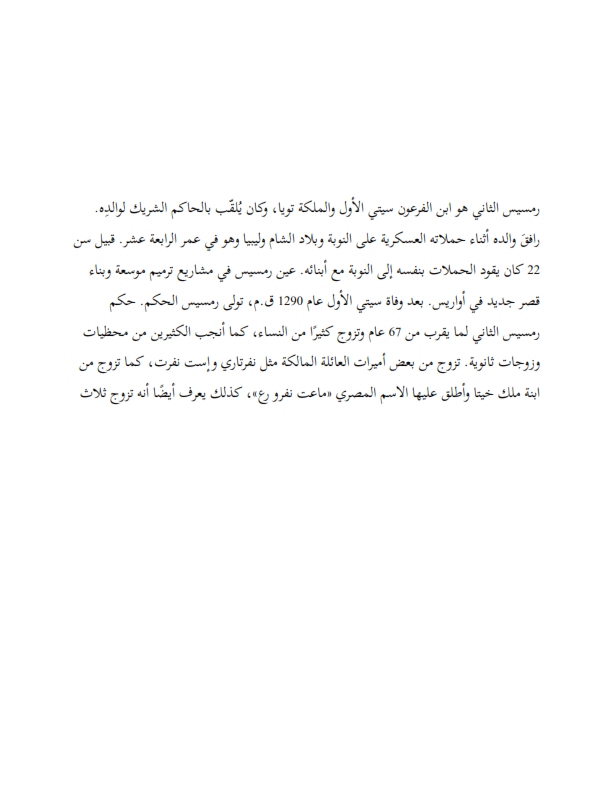 رمسيس الثاني هو ابن الفرعون سيتي الأول والملكة تويا، وكان يُلقّب بالحاكم الشريك لوالدِه.
رافقَ والده أثناء حملاته العسكرية على النوبة وبلاد الشام وليبيا وهو في عمر الرابعة عشر. قبيل سن
22 كان يقود الحملات بنفسه إلى النوبة مع أبنائه. عين رمسيس في مشاريع ترميم موسعة وبناء
قصر جديد في أواريس. بعد وفاة سيتي الأول عام 1290 ق.م، تولى رمسيس الحكم. حكم
رمسيس الثاني لما يقرب من 67 عام وتزوج كثيرًا من النساء، كما أنجب الكثيرين من محظيات
وزوجات ثانوية. تزوج من بعض أميرات العائلة المالكة مثل نفرتاري وإست نفرت، كما تزوج من
ابنة ملك خيتا وأطلق عليها الاسم المصري «ماعت نفرو رع»، كذلك يعرف أيضًا أنه تزوج ثلاث